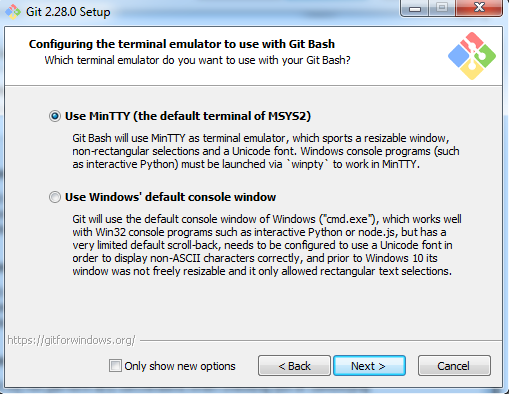 Git 2.28.0 Setup
Configuring the terminal emulator to use with Git Bash
Which terminal emulator do you want to use with your Git Bash?
Use MinTTY (the default terminal of MSYS2)
Git Bash will use MinTTY as terminal emulator, which sports a resizable window,
non-rectangular selections and a Unicode font. Windows console programs (such
as interactive Python) must be launched via `winpty` to work in MinTTY.
Use Windows' default console window
Git will use the default console window of Windows ("cmd.exe"), which works well
with Win32 console programs such as interactive Python or node.js, but has a
very limited default scroll-back, needs to be configured to use a Unicode font in
order to display non-ASCII characters correctly, and prior to Windows 10 its
window was not freely resizable and it only allowed rectangular text selections.
https://gitforwindows.org/
Only show new options
< Back
Next >
Cancel